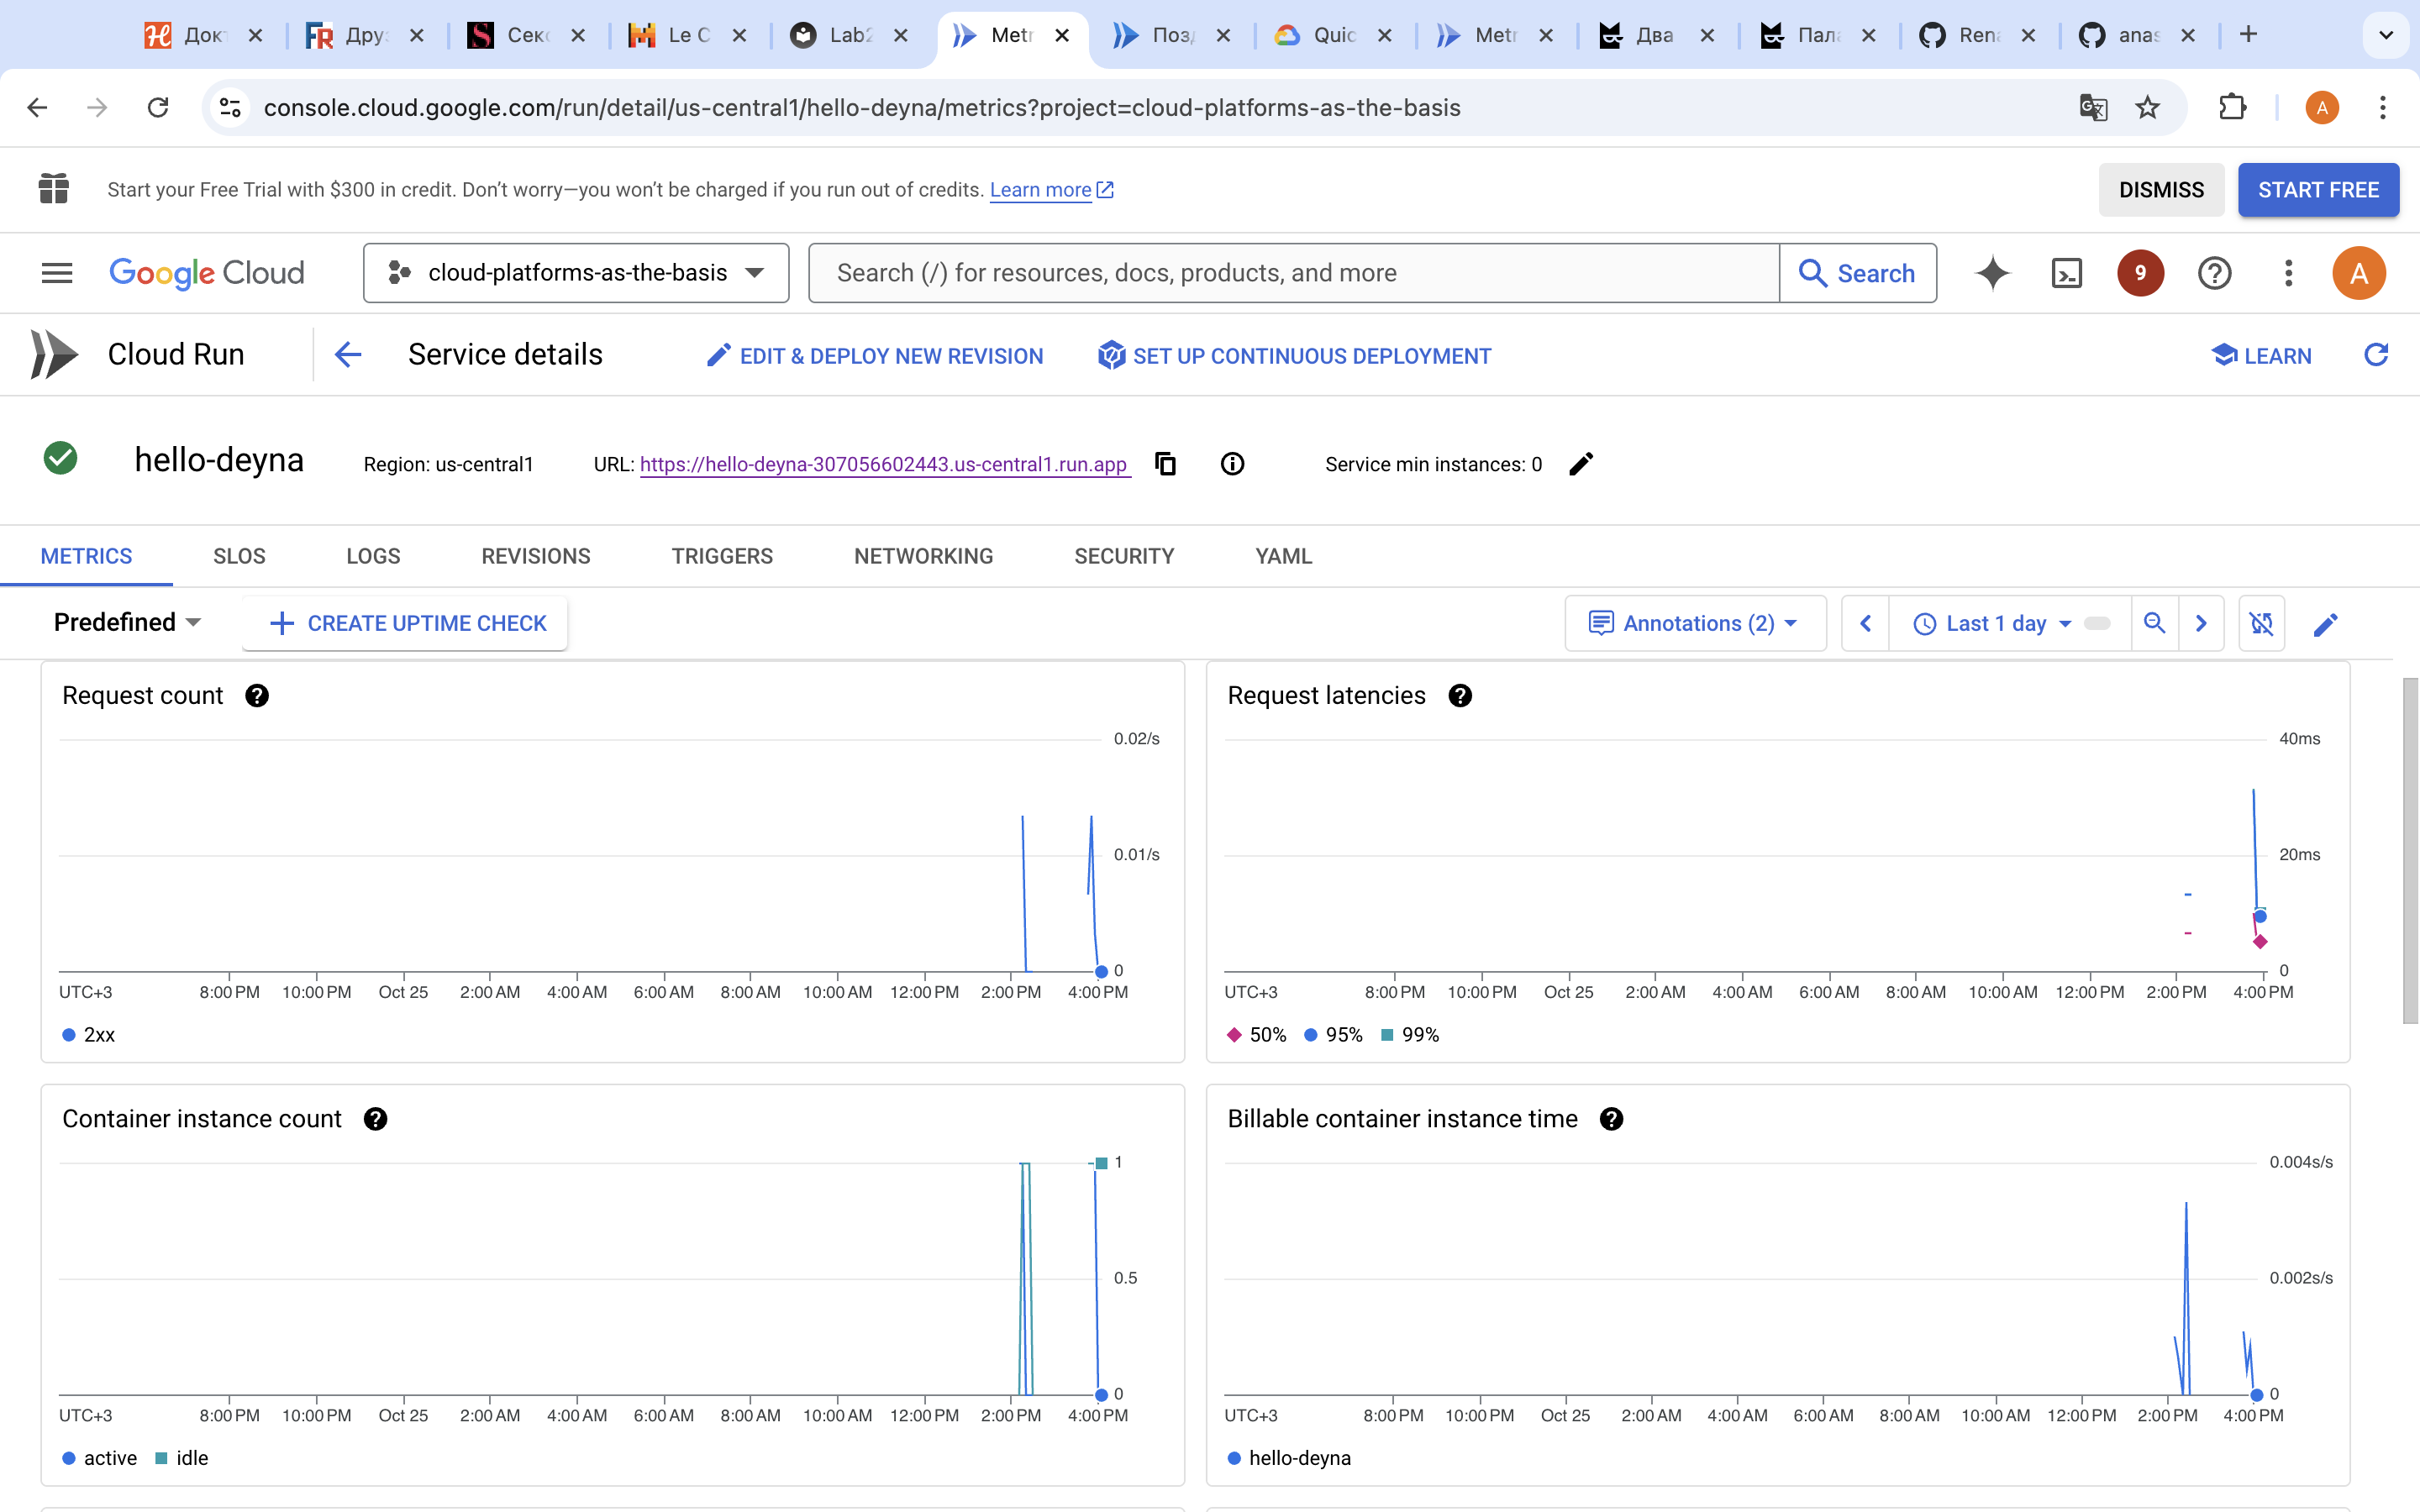 Док Дру Сек Le C Lab2 Metr Поз Quic Metr Два Пал Ren anas
console.cloud.google.com/run/detail/us-central1/hello-deyna/metrics?project=cloud-platforms-as-the-basis A
Start your Free Trial with $300 in credit. Don’t worry—you won’t be charged if you run out of credits. Learn more DISMISS START FREE
Google Cloud cloud-platforms-as-the-basis Search (/) for resources, docs, products, and more Search 9 A
Cloud Run Service details EDIT & DEPLOY NEW REVISION SET UP CONTINUOUS DEPLOYMENT LEARN
hello-deyna Region: us-central1 URL: https://hello-deyna-307056602443.us-central1.run.app Service min instances: 0
METRICS SLOS LOGS REVISIONS TRIGGERS NETWORKING SECURITY YAML
Predefined CREATE UPTIME CHECK Annotations (2) Last 1 day
Request count
0.02/s
0.01/s
0
UTC+3 8:00 PM 10:00 PM Oct 25 2:00 AM 4:00 AM 6:00 AM 8:00 AM 10:00 AM 12:00 PM 2:00 PM 4:00 PM
2xx
Request latencies
40ms
20ms
0
UTC+3 8:00 PM 10:00 PM Oct 25 2:00 AM 4:00 AM 6:00 AM 8:00 AM 10:00 AM 12:00 PM 2:00 PM 4:00 PM
50% 95% 99%
Container instance count
1
0.5
0
UTC+3 8:00 PM 10:00 PM Oct 25 2:00 AM 4:00 AM 6:00 AM 8:00 AM 10:00 AM 12:00 PM 2:00 PM 4:00 PM
active idle
Billable container instance time
0.004s/s
0.002s/s
0
UTC+3 8:00 PM 10:00 PM Oct 25 2:00 AM 4:00 AM 6:00 AM 8:00 AM 10:00 AM 12:00 PM 2:00 PM 4:00 PM
hello-deyna